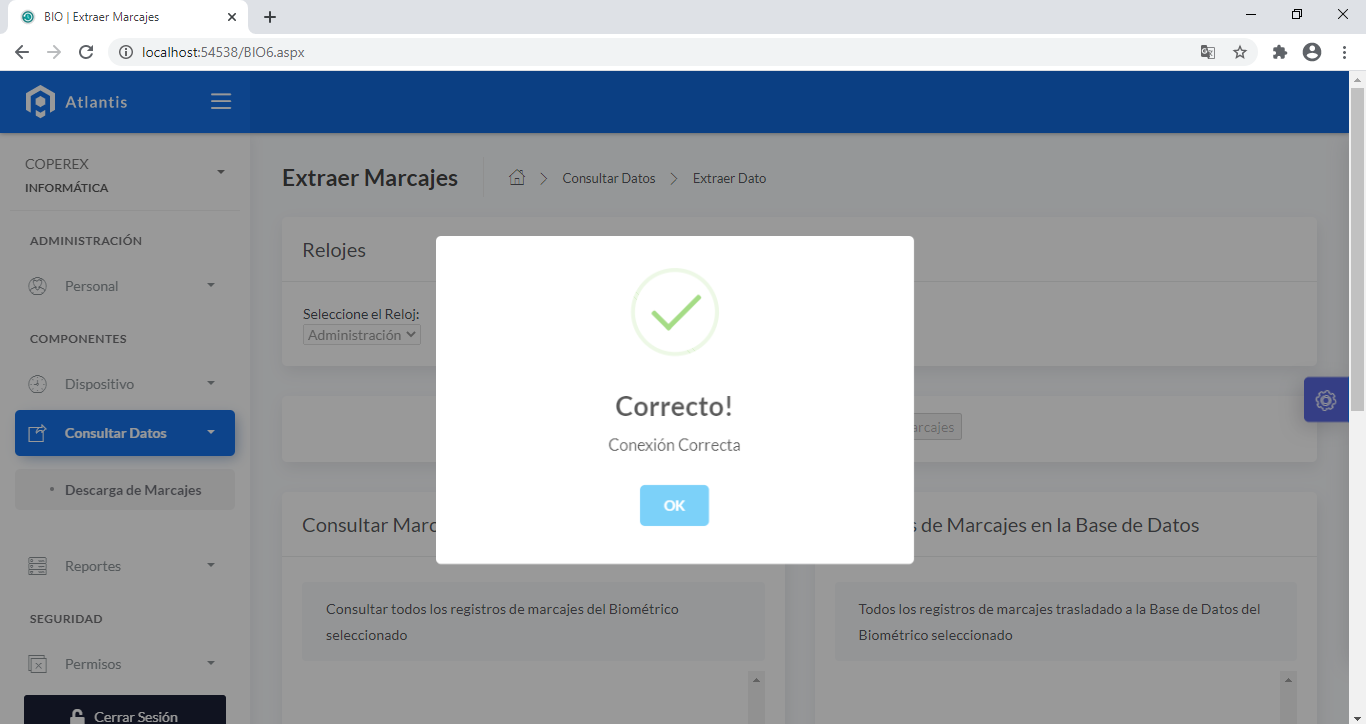 BIO | Extraer Marcajes
localhost:54538/BIO6.aspx
Atlantis
COPEREX
INFORMÁTICA
ADMINISTRACIÓN
Personal
COMPONENTES
Dispositivo
Consultar Datos
• Descarga de Marcajes
Reportes
SEGURIDAD
Permisos
Cerrar Sesión
Extraer Marcajes
Consultar Datos
Extraer Dato
Relojes
Seleccione el Reloj:
Administración
Correcto!
Conexión Correcta
OK
Consultar
de Marcajes en la Base de Datos
Consultar todos los registros de marcajes del Biométrico
seleccionado
Todos los registros de marcajes trasladado a la Base de Datos del
Biométrico seleccionado